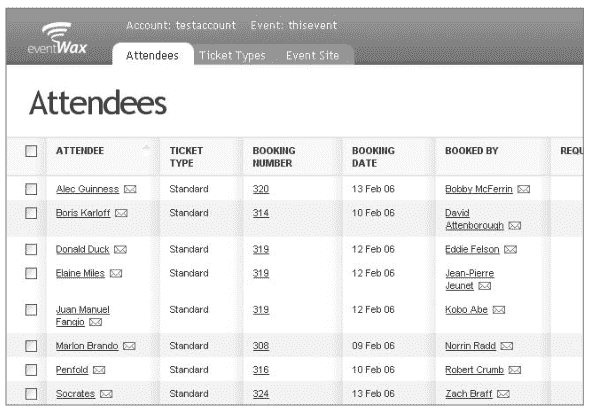 Account: testaccount Event: thisevent
eventWax
Attendees Ticket Types Event Site
Attendees
ATTENDEE TICKET TYPE BOOKING NUMBER BOOKING DATE BOOKED BY REQU
Alec Guinness Standard 320 13 Feb 06 Bobby McFerrin
Boris Karloff Standard 314 10 Feb 06 David Attenborough
Donald Duck Standard 319 12 Feb 06 Eddie Felson
Elaine Miles Standard 319 12 Feb 06 Jean-Pierre Jeunet
Juan Manuel Fangio Standard 319 12 Feb 06 Kobo Abe
Marlon Brando Standard 308 09 Feb 06 Norrin Radd
Penfold Standard 316 10 Feb 06 Robert Crumb
Socrates Standard 324 13 Feb 06 Zach Braff